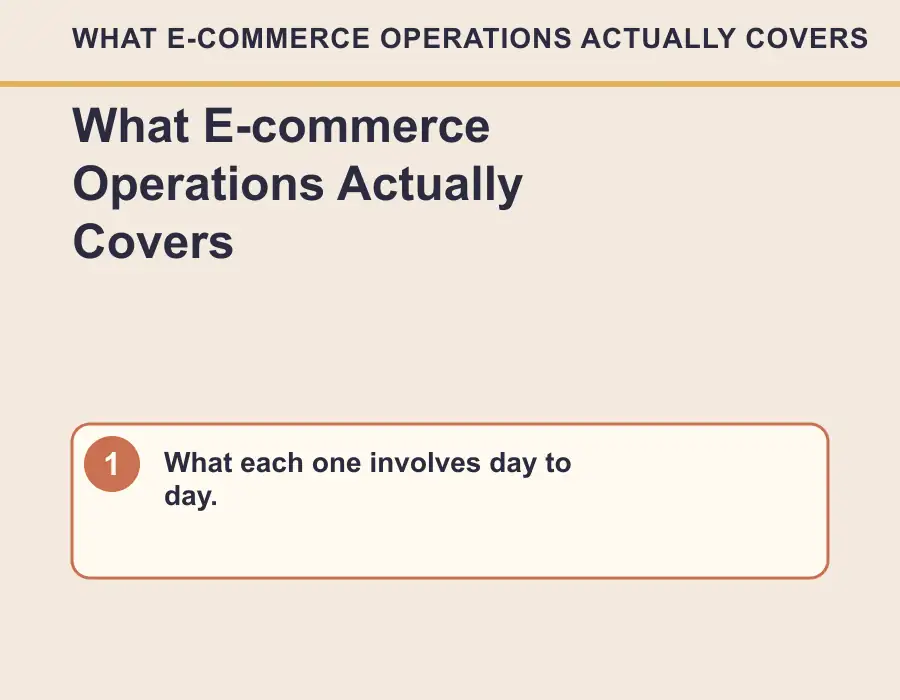 WHAT E-COMMERCE OPERATIONS ACTUALLY COVERS
What E-commerce
Operations Actually
Covers
1
What each one involves day to
day.